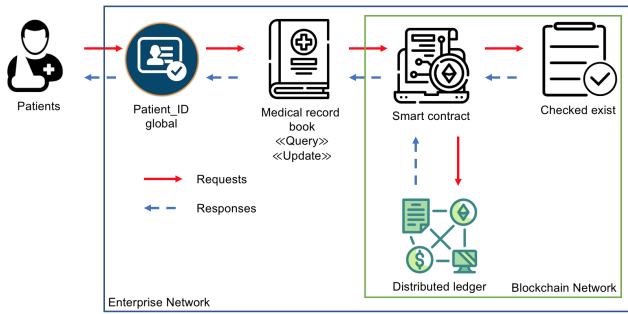 Patients
Patient_ID
global
Medical record
book
≪Query≫
≪Update≫
Smart contract
Checked exist
Requests
Responses
Distributed ledger
Enterprise Network
Blockchain Network